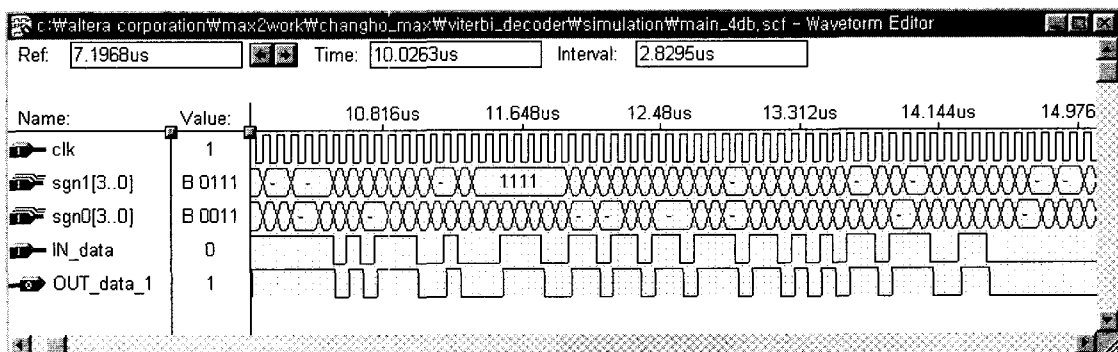 c:₩altera corporation₩max2work₩changho_max₩viterbi_decoder₩simulation₩main_4db.scf - Waveform Editor
Ref: 7.1968us Time: 10.0263us Interval: 2.8295us
Name: Value: 10.816us 11.648us 12.48us 13.312us 14.144us 14.976
clk 1
sgn1[3..0] B 0111 1111
sgn0[3..0] B 0011
IN_data 0
OUT_data_1 1